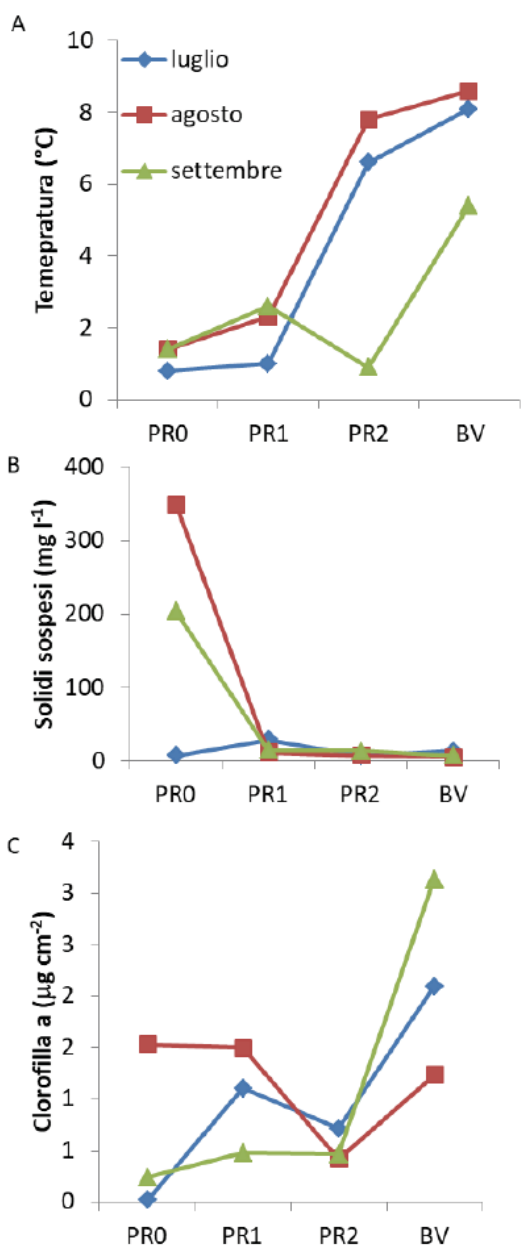 A
10
8
6
4
2
0
Temepratura (°C)
luglio
agosto
settembre
PR0 PR1 PR2 BV
B
400
300
200
100
0
Solidi sospesi (mg l-1)
PR0 PR1 PR2 BV
C
4
3
3
2
2
1
1
0
Clorofilla a (µg cm-2)
PR0 PR1 PR2 BV